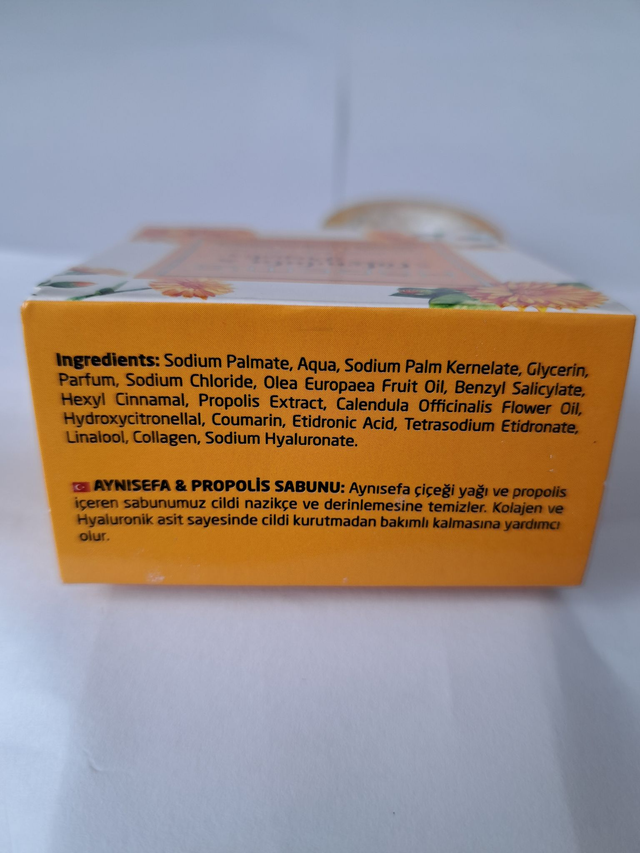 Ingredients: Sodium Palmate, Aqua, Sodium Palm Kernelate, Glycerin,
Parfum, Sodium Chloride, Olea Europaea Fruit Oil, Benzyl Salicylate,
Hexyl Cinnamal, Propolis Extract, Calendula Officinalis Flower Oil,
Hydroxycitronellal, Coumarin, Etidronic Acid, Tetrasodium Etidronate,
Linalool, Collagen, Sodium Hyaluronate.
AYNISEFA & PROPOLİS SABUNU: Aynısefa çiçeği yağı ve propolis
içeren sabunumuz cildi nazikçe ve derinlemesine temizler. Kolajen ve
Hyaluronik asit sayesinde cildi kurutmadan bakımlı kalmasına yardımcı
olur.